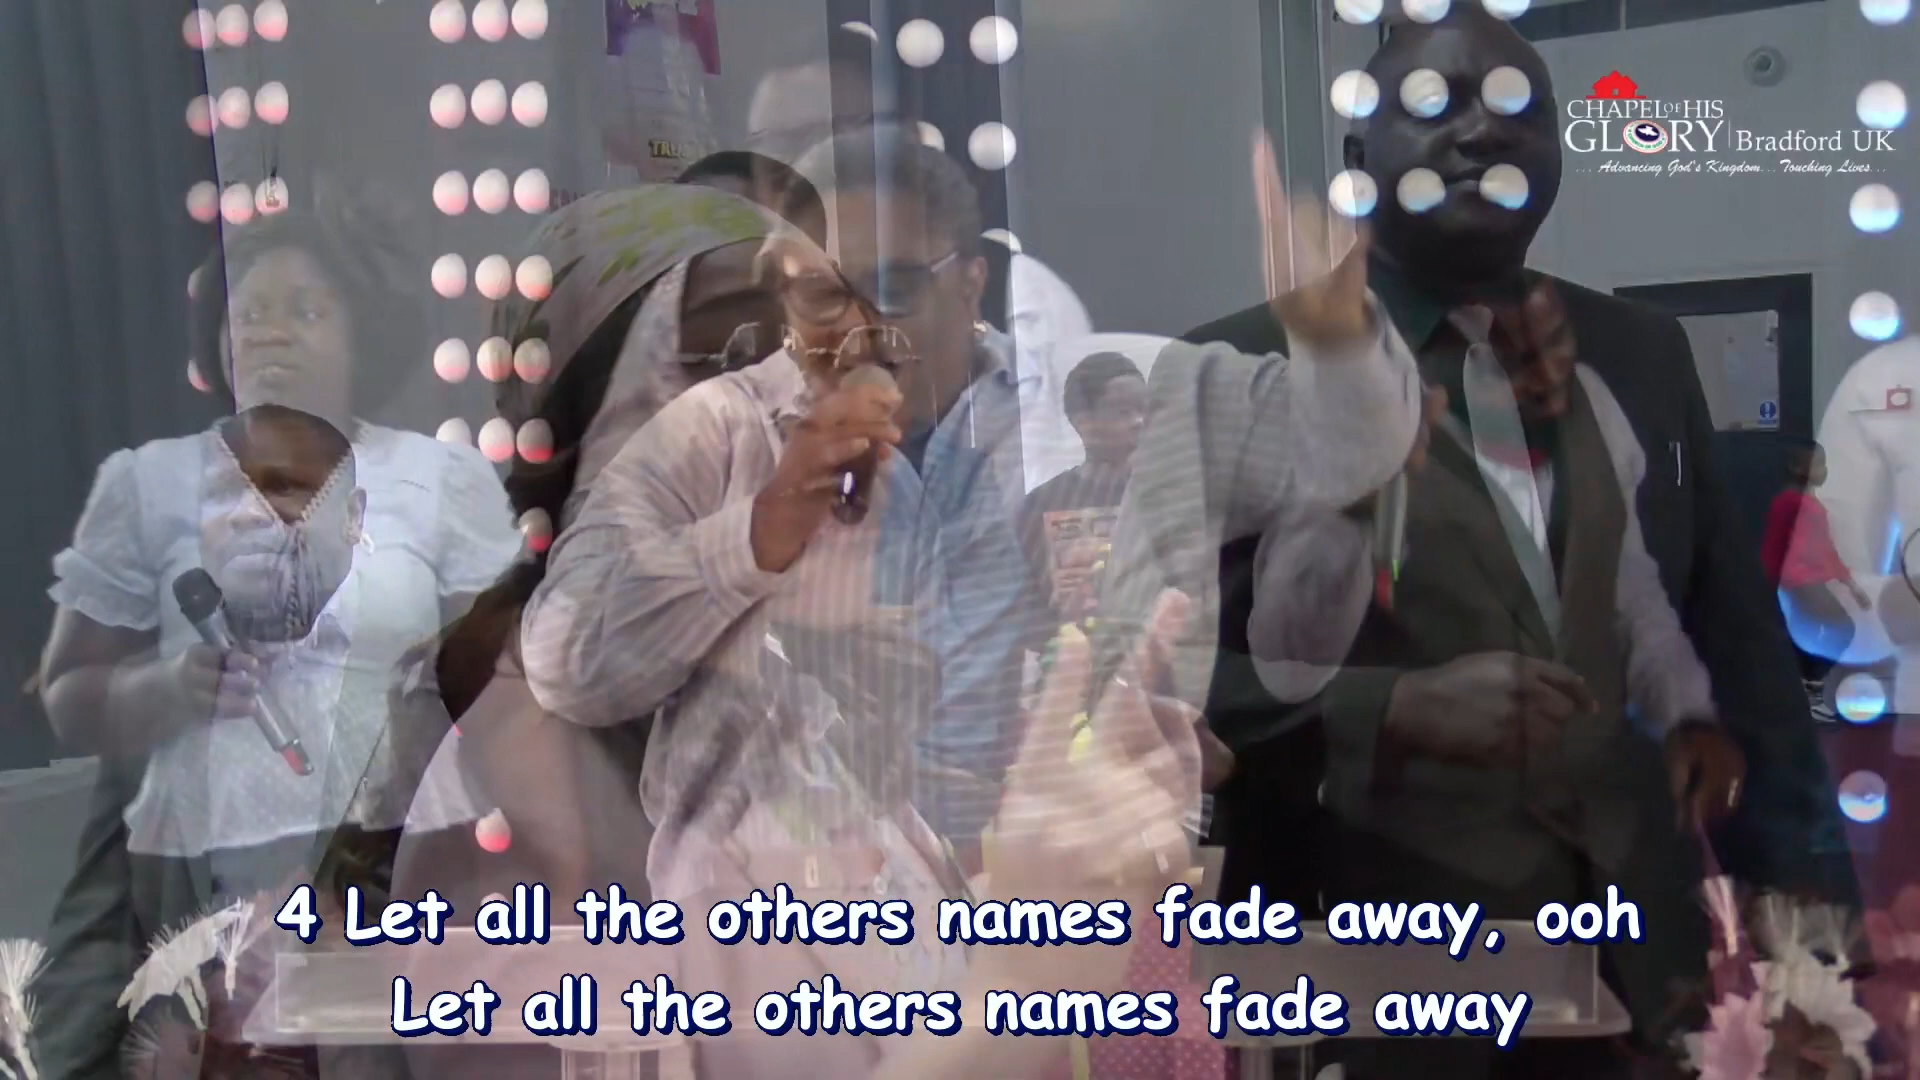 CHAPEL OF HIS
GLORY | Bradford UK
... Advancing God's Kingdom... Touching Lives...
4 Let all the others names fade away, ooh
Let all the others names fade away